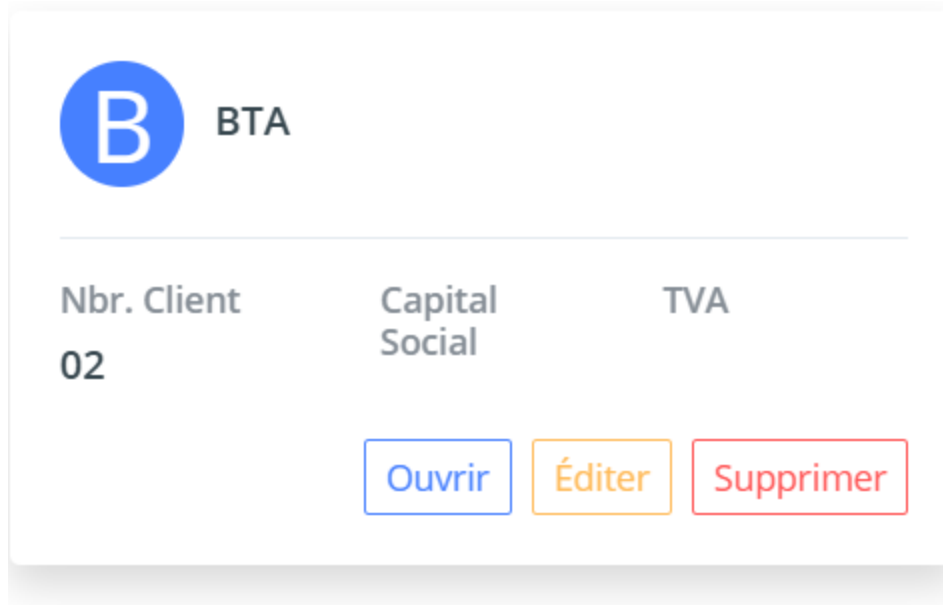 B
BTA
Nbr. Client
Capital
Social
TVA
02
Ouvrir
Éditer
Supprimer